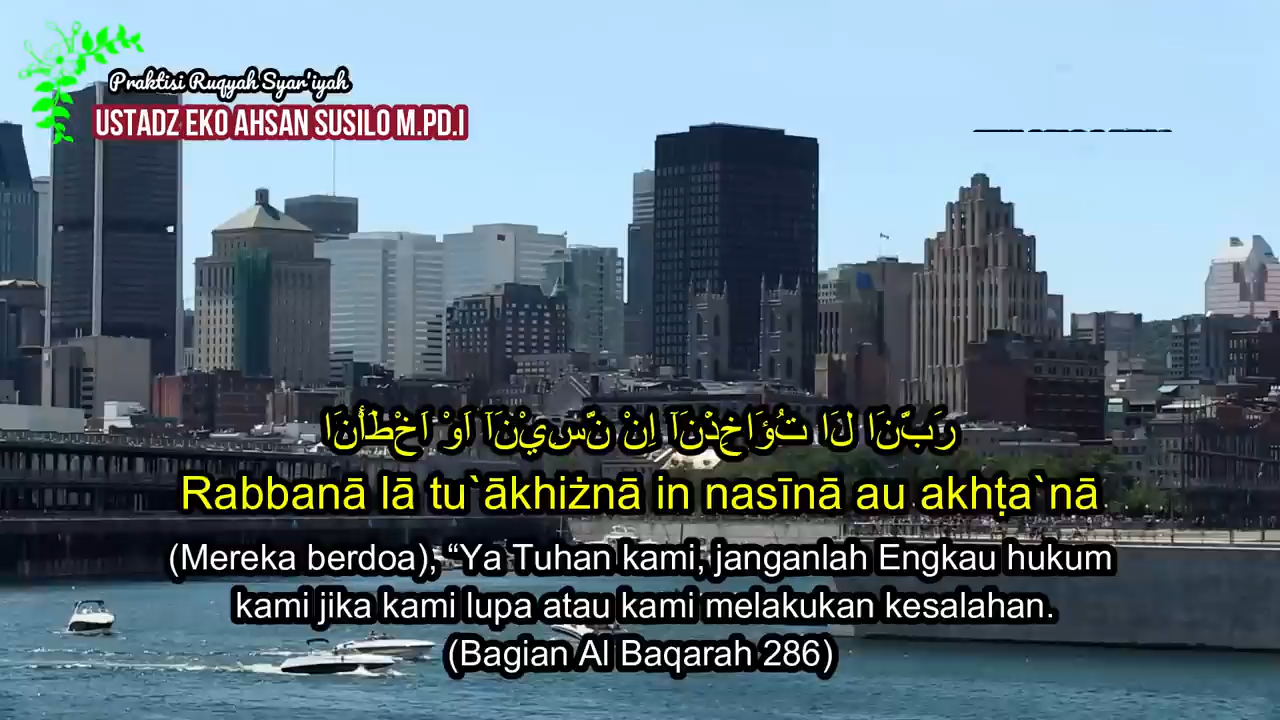 Praktisi Ruqyah Syar'iyah
USTADZ EKO AHSAN SUSILO M.PD.I
رَبَّنَا لَا تُؤَاخِذْنَآ اِنْ نَّسِيْنَآ اَوْ اَخْطَأْنَا
Rabbanā lā tu`ākhiżnā in nasīnā au akhṭa`nā
(Mereka berdoa), “Ya Tuhan kami, janganlah Engkau hukum
kami jika kami lupa atau kami melakukan kesalahan.
(Bagian Al Baqarah 286)